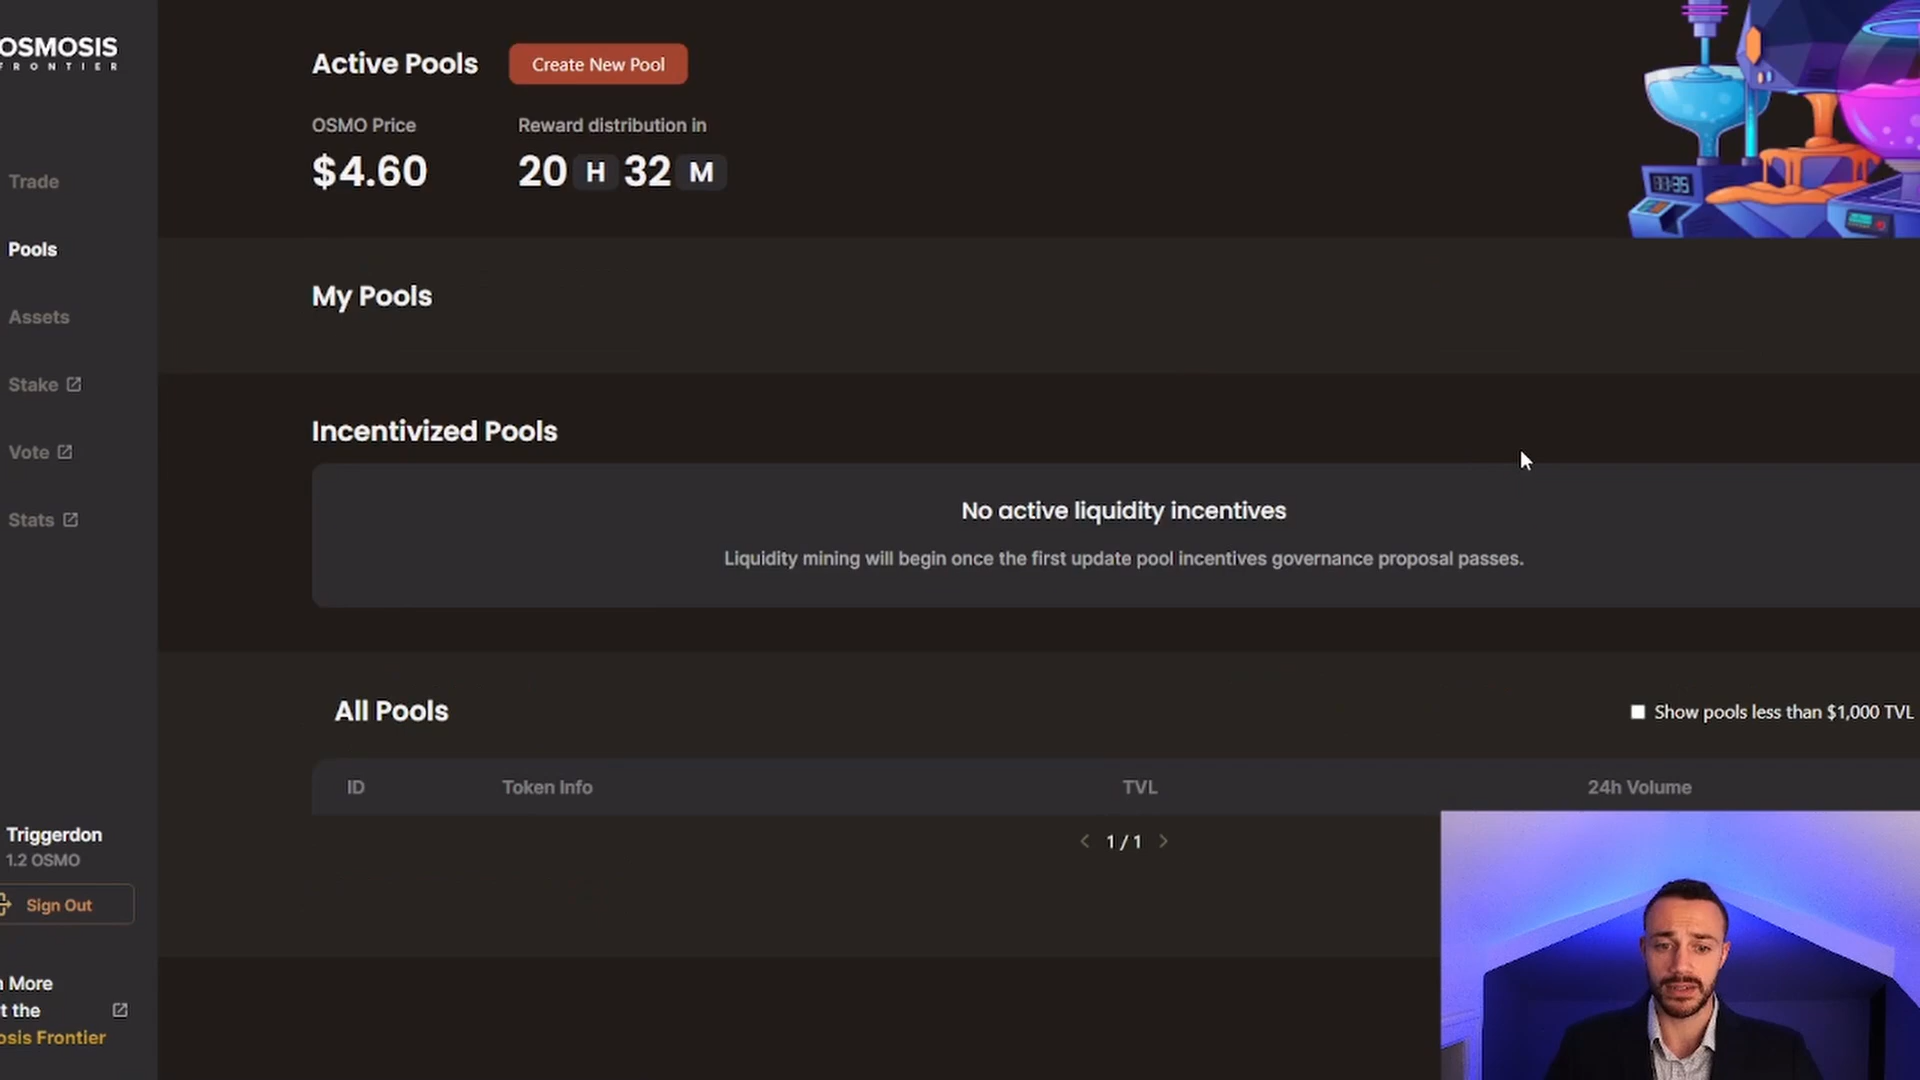 OSMOSIS
FRONTIER
Trade
Pools
Assets
Stake
Vote
Stats
Triggerdon
1.2 OSMO
Sign Out
More
the
Frontier
Active Pools
Create New Pool
OSMO Price
Reward distribution in
$4.60
20 H 32 M
My Pools
Incentivized Pools
No active liquidity incentives
Liquidity mining will begin once the first update pool incentives governance proposal passes.
All Pools
Show pools less than $1,000 TVL
ID Token Info TVL 24h Volume
1 / 1